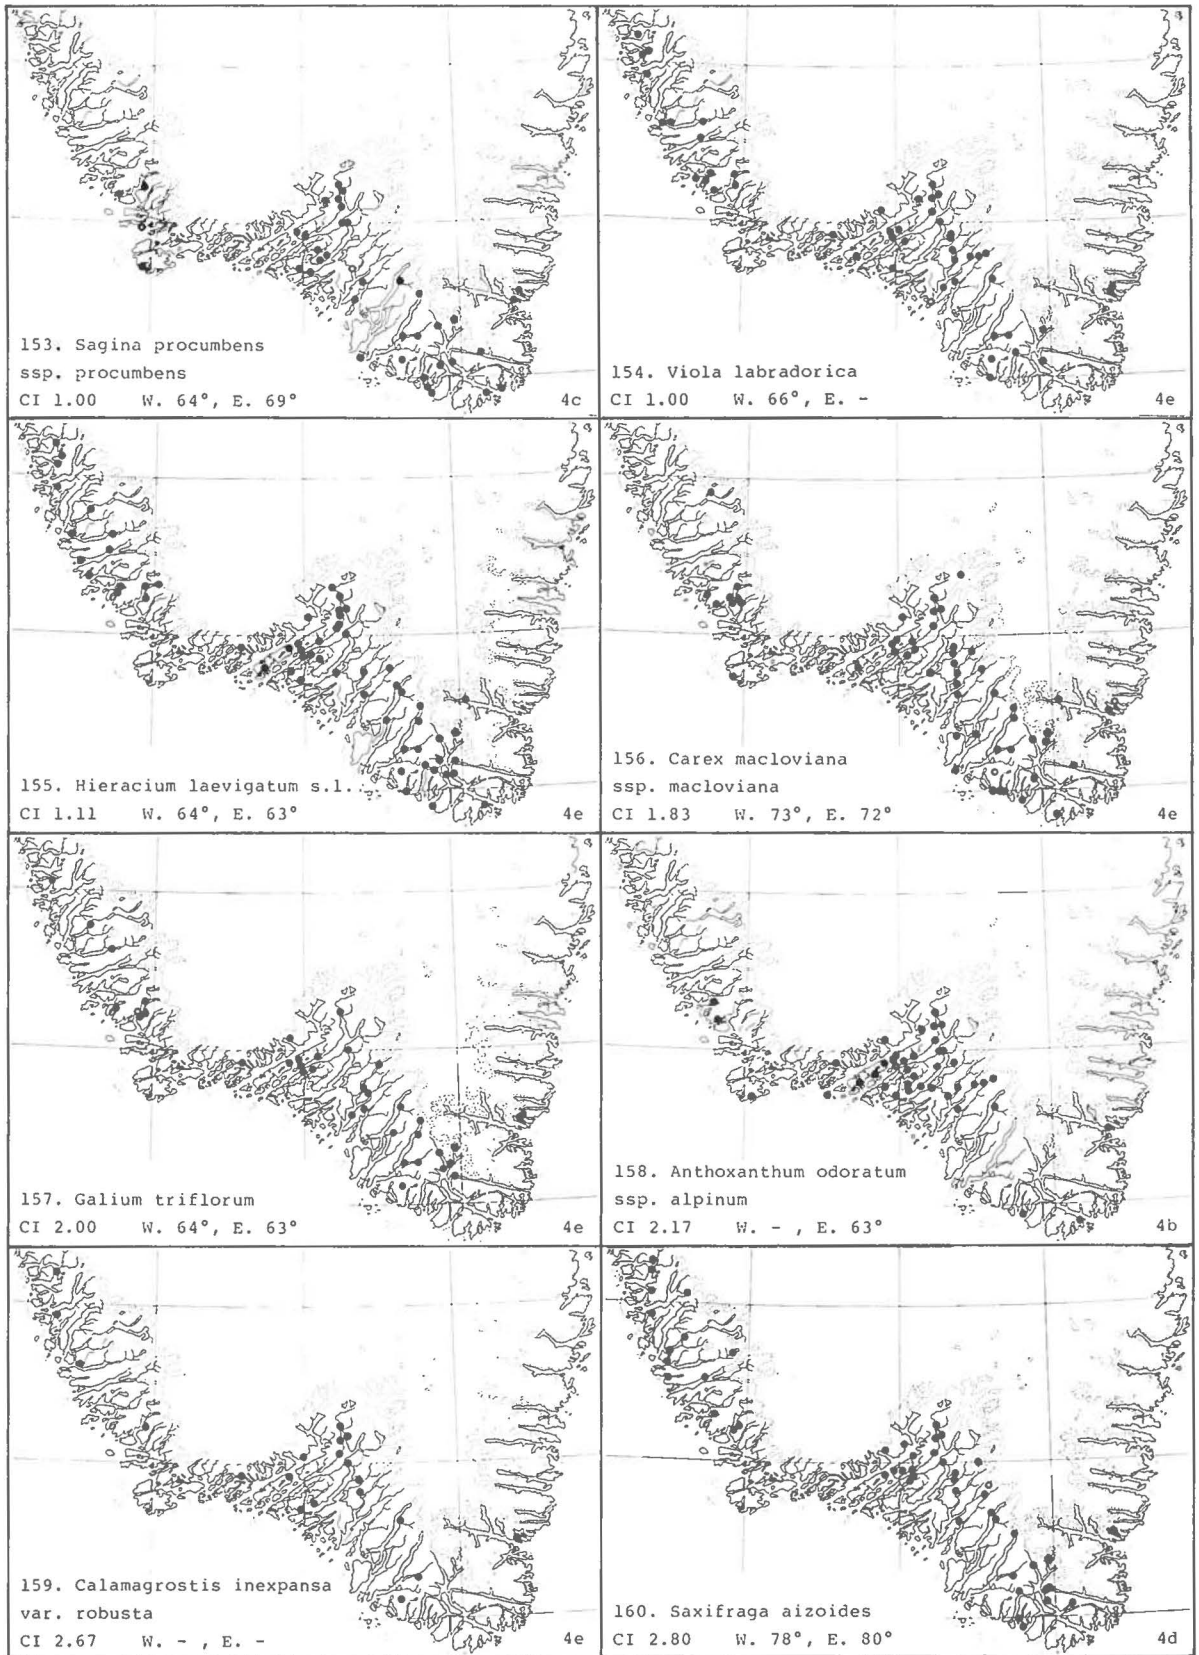 153. Sagina procumbens
ssp. procumbens
CI 1.00 W. 64°, E. 69° 4c
154. Viola labradorica
CI 1.00 W. 66°, E. - 4e
155. Hieracium laevigatum s.l.
CI 1.11 W. 64°, E. 63° 4e
156. Carex macloviana
ssp. macloviana
CI 1.83 W. 73°, E. 72° 4e
157. Galium triflorum
CI 2.00 W. 64°, E. 63° 4e
158. Anthoxanthum odoratum
ssp. alpinum
CI 2.17 W. - , E. 63° 4b
159. Calamagrostis inexpansa
var. robusta
CI 2.67 W. - , E. - 4e
160. Saxifraga aizoides
CI 2.80 W. 78°, E. 80° 4d